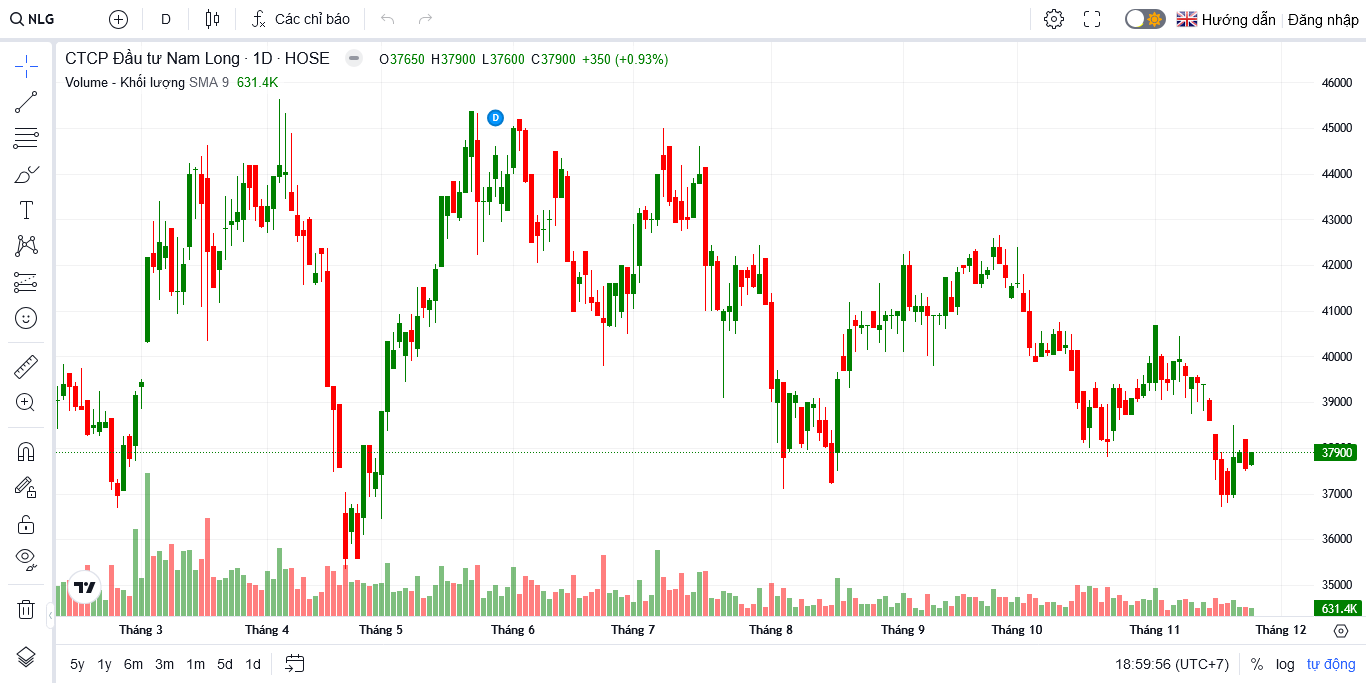 NLG D Các chỉ báo Hướng dẫn Đăng nhập
CTCP Đầu tư Nam Long · 1D · HOSE O37650 H37900 L37600 C37900 +350 (+0.93%)
Volume - Khối lượng SMA 9 631.4K
D
46000
45000
44000
43000
42000
41000
40000
39000
37900
37000
36000
35000
631.4K
Tháng 3 Tháng 4 Tháng 5 Tháng 6 Tháng 7 Tháng 8 Tháng 9 Tháng 10 Tháng 11 Tháng 12
5y 1y 6m 3m 1m 5d 1d 18:59:56 (UTC+7) % log tự động